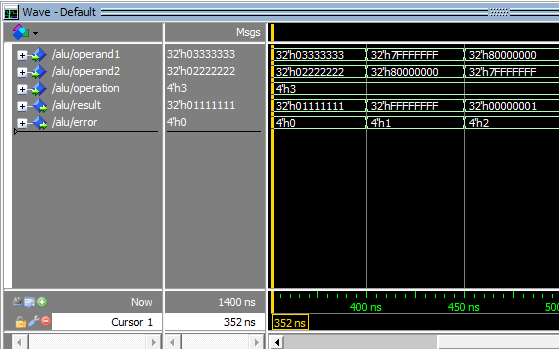 Wave - Default
Msgs
/alu/operand1 32'h03333333 32'h03333333 32'h7FFFFFFF 32'h80000000
/alu/operand2 32'h02222222 32'h02222222 32'h80000000 32'h7FFFFFFF
/alu/operation 4'h3 4'h3
/alu/result 32'h01111111 32'h01111111 32'hFFFFFFFF 32'h00000001
/alu/error 4'h0 4'h0 4'h1 4'h2
Now 1400 ns 400 ns 450 ns 500
Cursor 1 352 ns 352 ns